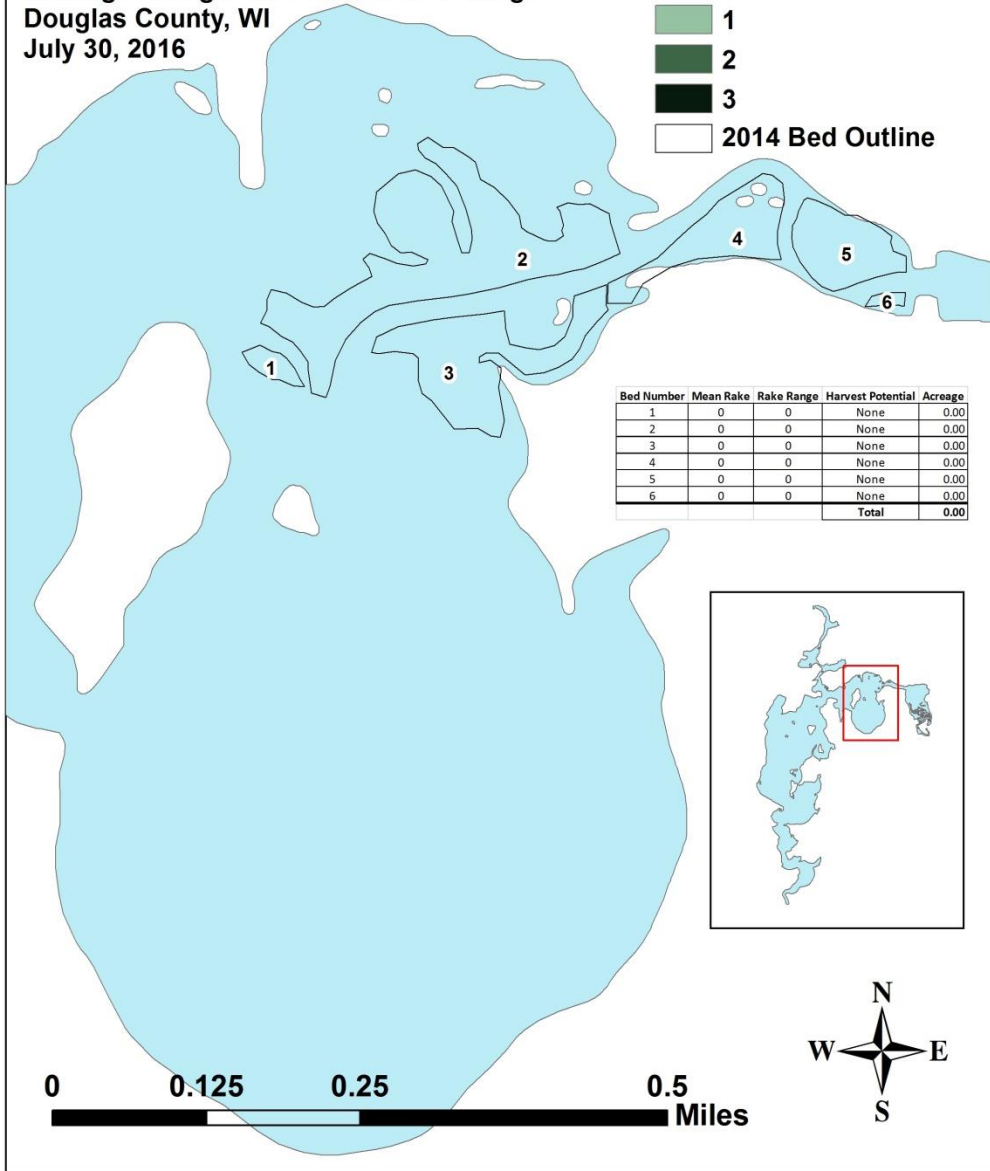 Douglas County, WI
July 30, 2016
1
2
3
2014 Bed Outline
4
5
2
6
1
3
Bed Number Mean Rake Rake Range Harvest Potential Acreage
1 0 0 None 0.00
2 0 0 None 0.00
3 0 0 None 0.00
4 0 0 None 0.00
5 0 0 None 0.00
6 0 0 None 0.00
Total 0.00
N
W E
S
0 0.125 0.25 0.5
Miles